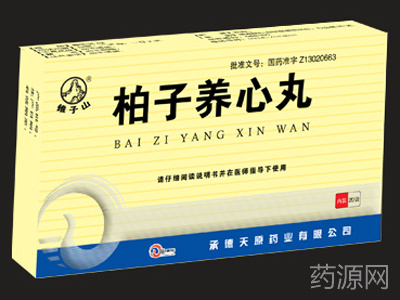 批准文号:国药准字Z13020663
®
维子山
柏子养心丸
BAI ZI YANG XIN WAN
请仔细阅读说明书并在医师指导下使用
承德天原药业有限公司
药源网